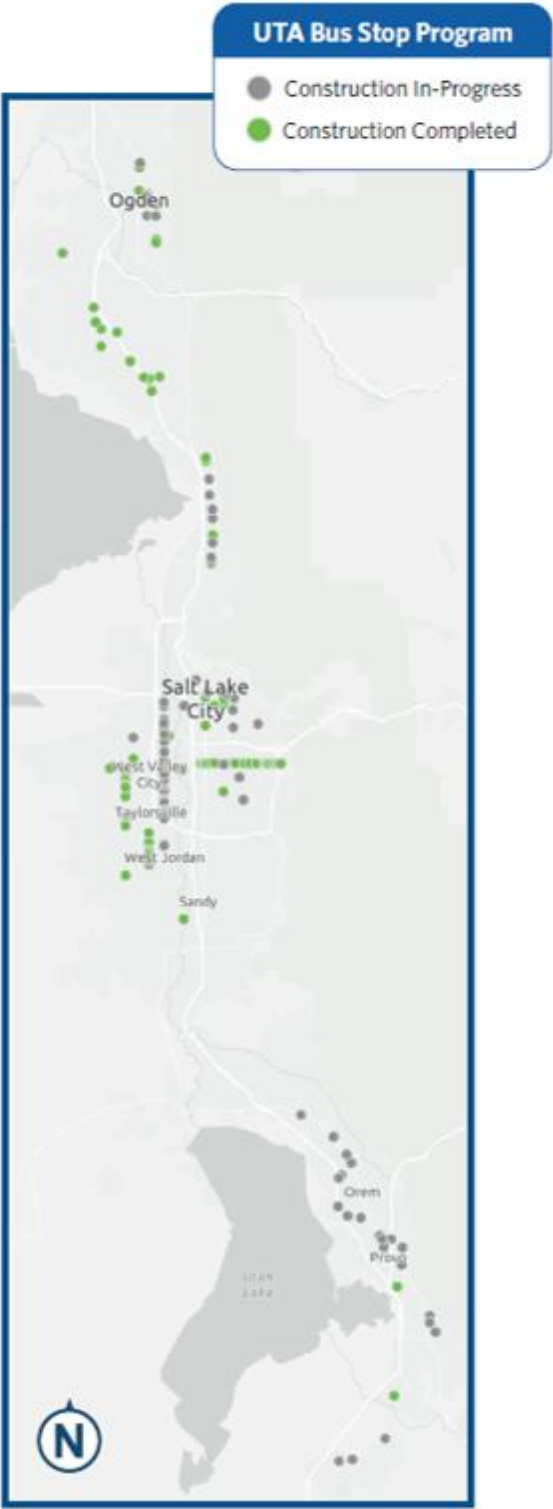 UTA Bus Stop Program
Construction In-Progress
Construction Completed
Ogden
Salt Lake
City
West Valley
City
Taylorsville
West Jordan
Sandy
Orem
Provo
Utah
Lake
N